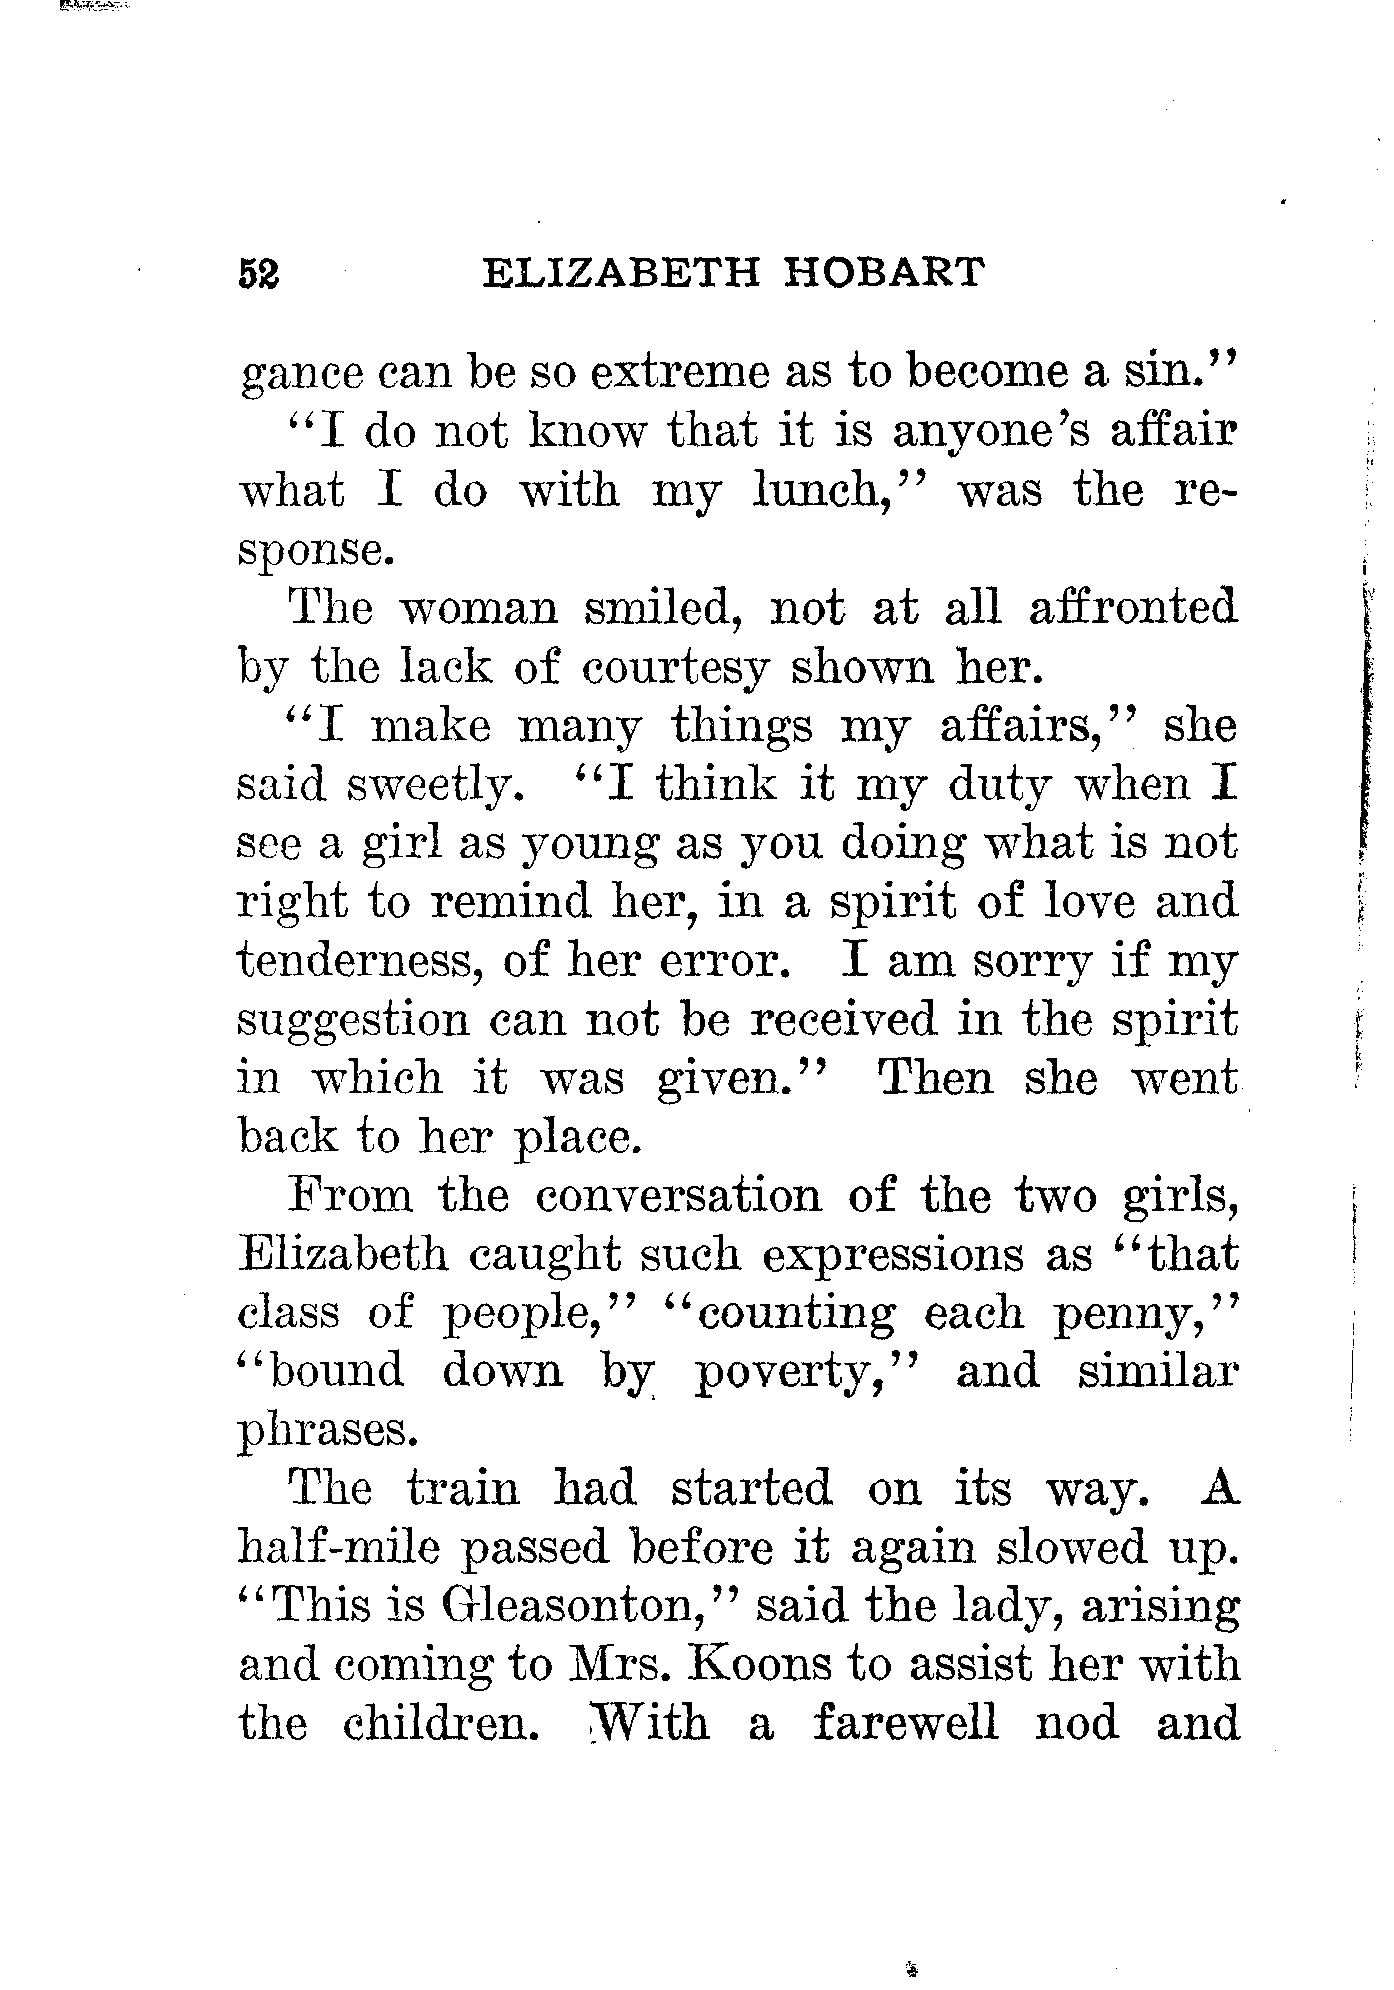 52 ELIZABETH HOBART
gance can be so extreme as to become a sin."
"I do not know that it is anyone's affair
what I do with my lunch," was the re-
sponse.
The woman smiled, not at all affronted
by the lack of courtesy shown her.
"I make many things my affairs," she
said sweetly. "I think it my duty when I
see a girl as young as you doing what is not
right to remind her, in a spirit of love and
tenderness, of her error. I am sorry if my
suggestion can not be received in the spirit
in which it was given." Then she went
back to her place.
From the conversation of the two girls,
Elizabeth caught such expressions as "that
class of people," "counting each penny,"
"bound down by poverty," and similar
phrases.
The train had started on its way. A
half-mile passed before it again slowed up.
"This is Gleasonton," said the lady, arising
and coming to Mrs. Koons to assist her with
the children. With a farewell nod and